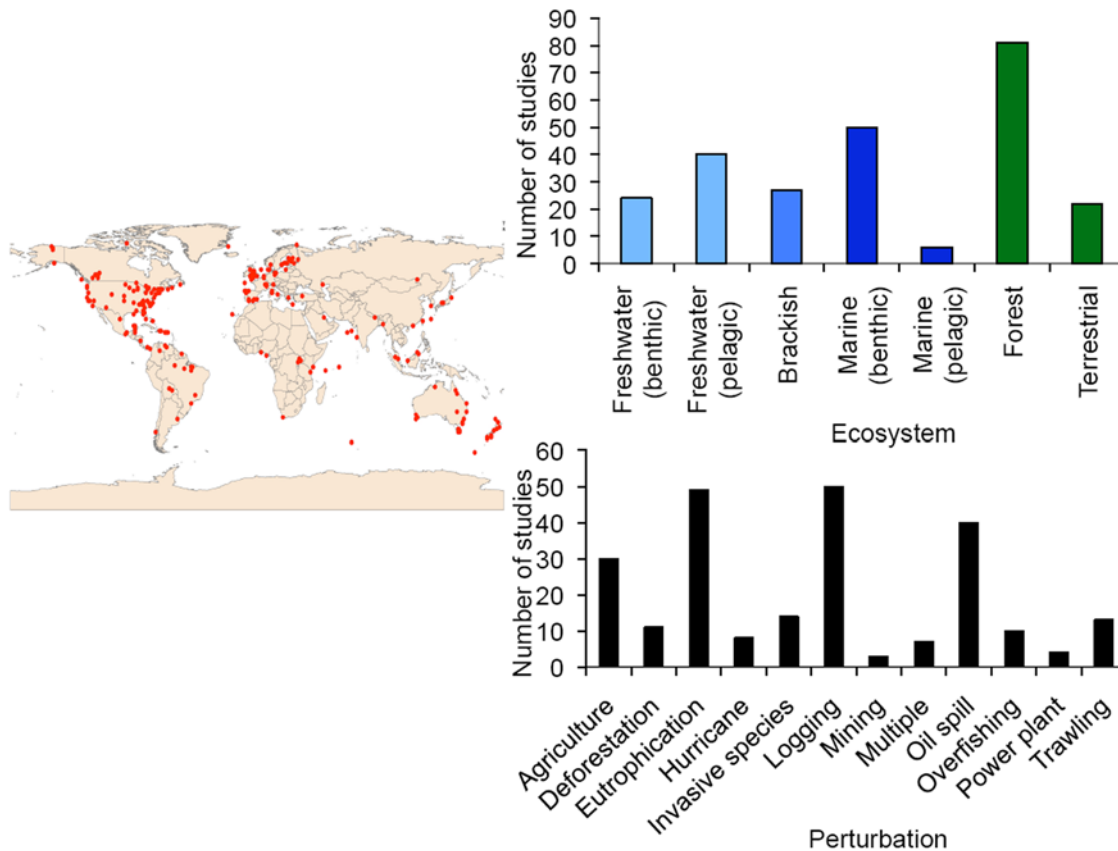 90
80
70
60
50
40
30
20
10
0
Number of studies
Freshwater
(benthic)
Freshwater
(pelagic)
Brackish
Marine
(benthic)
Marine
(pelagic)
Forest
Terrestrial
Ecosystem
60
50
40
30
20
10
0
Number of studies
Agriculture
Deforestation
Eutrophication
Hurricane
Invasive species
Logging
Mining
Multiple
Oil spill
Overfishing
Power plant
Trawling
Perturbation